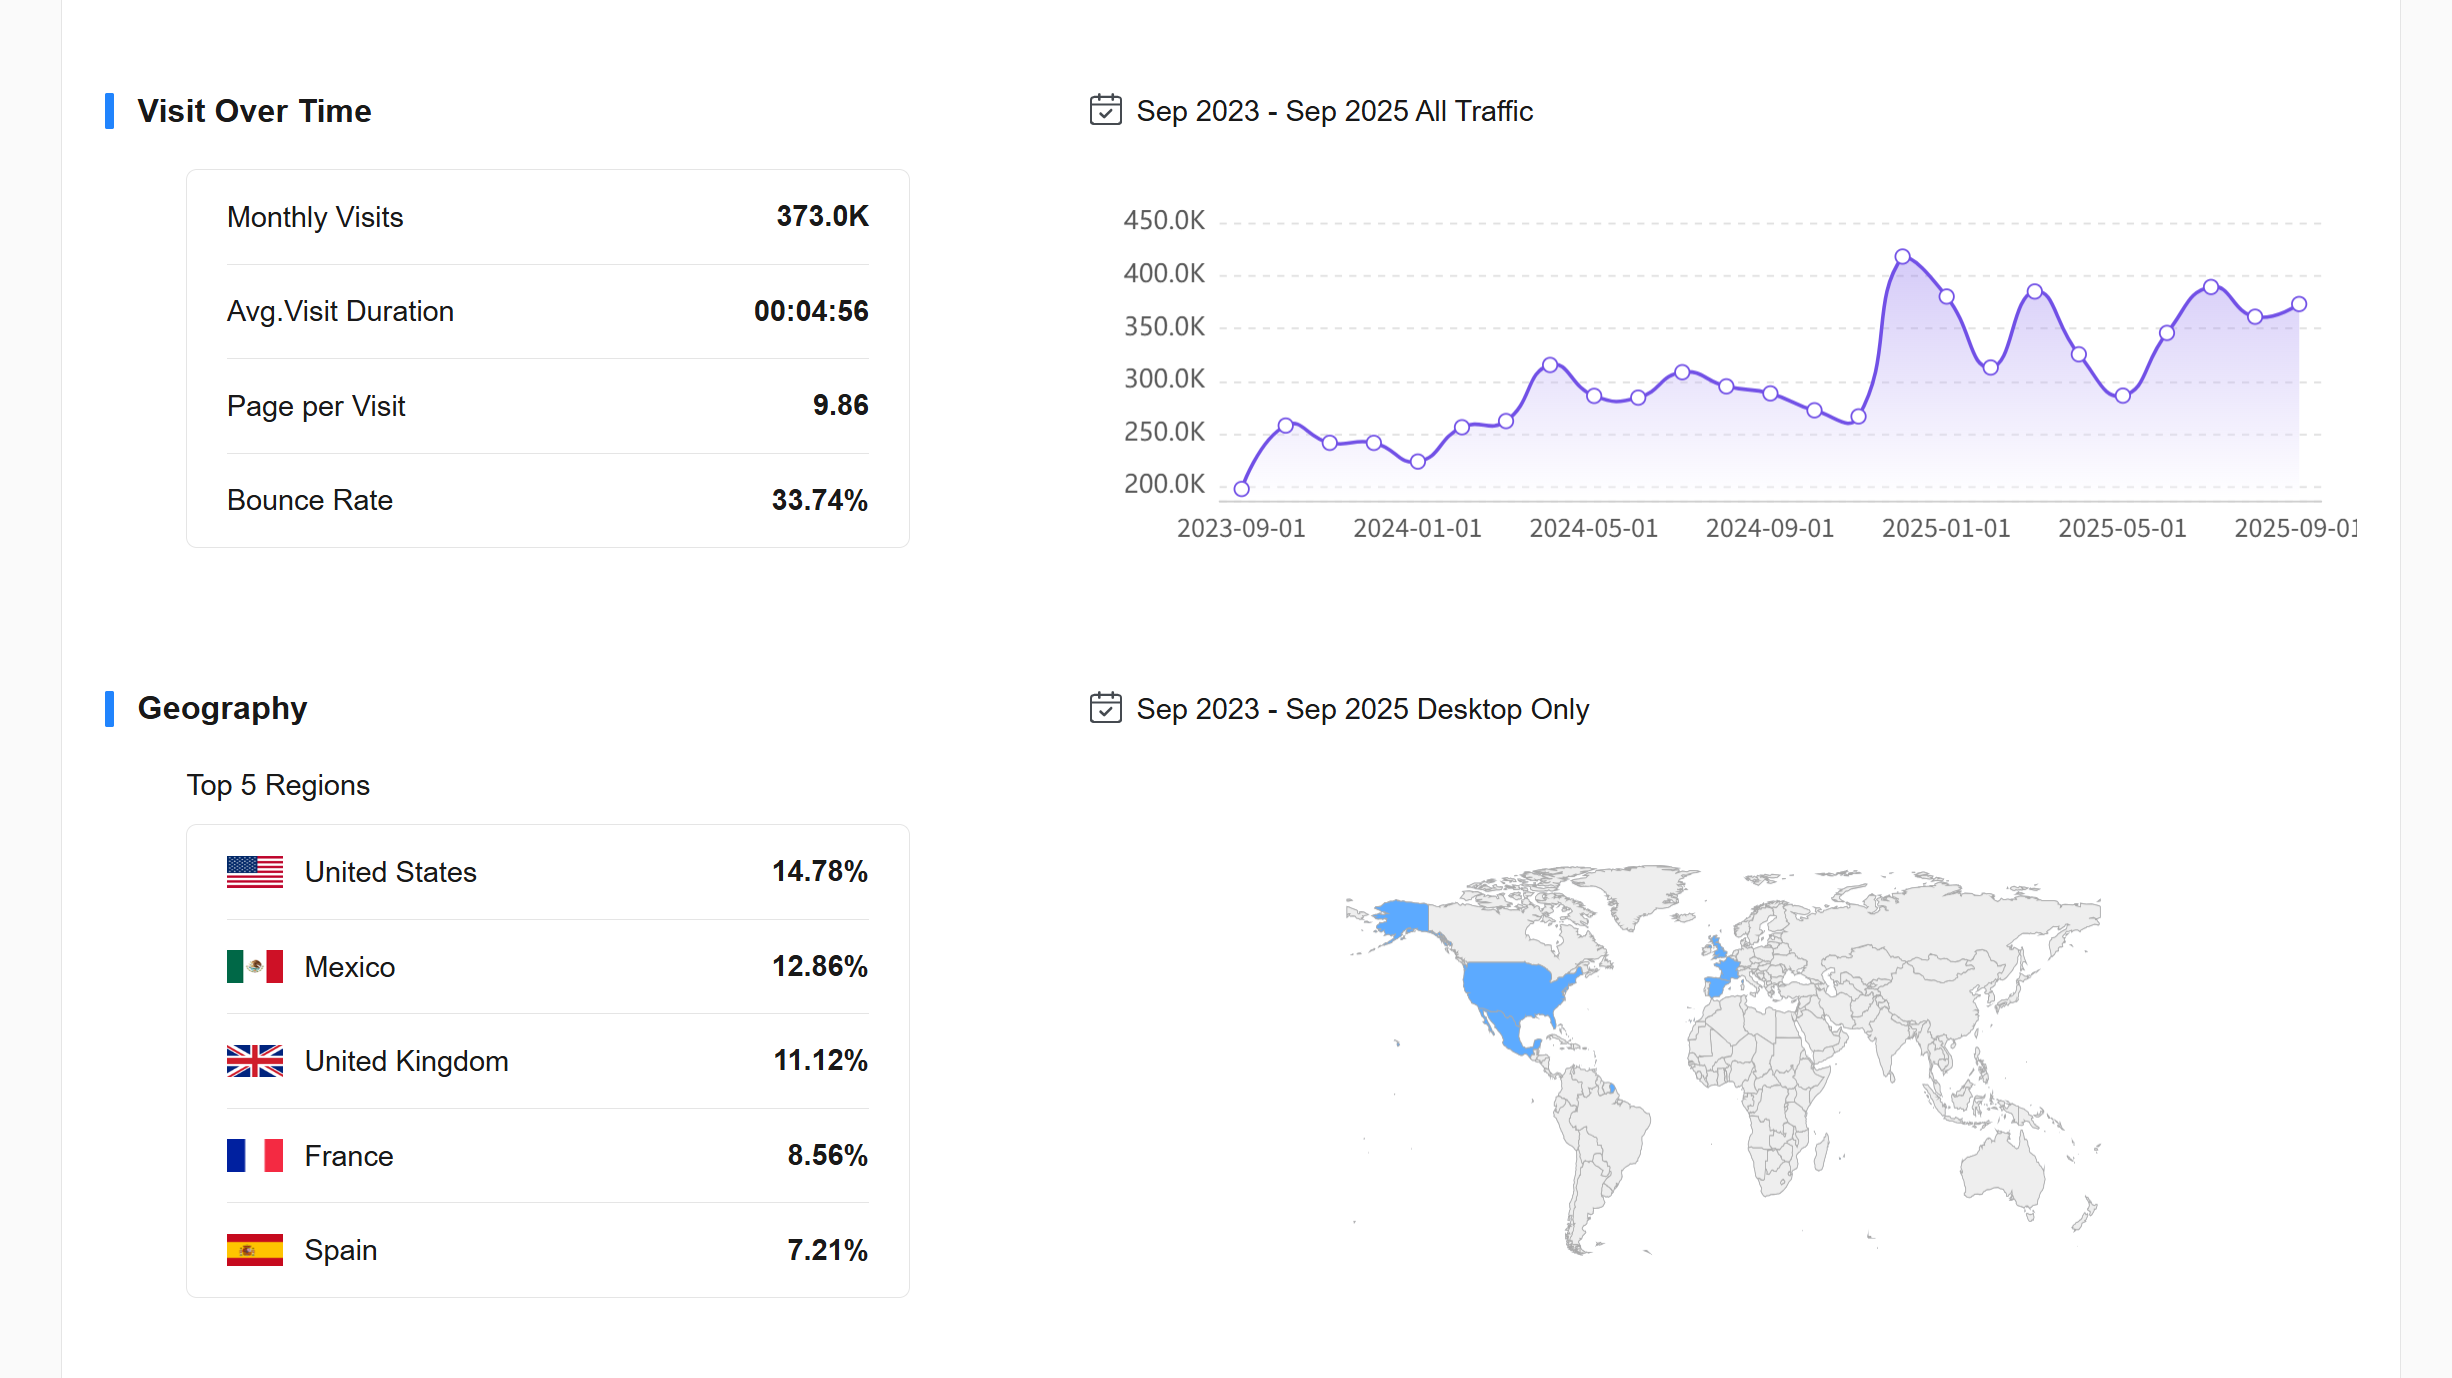 Visit Over Time
Sep 2023 - Sep 2025 All Traffic
Monthly Visits 373.0K
Avg.Visit Duration 00:04:56
Page per Visit 9.86
Bounce Rate 33.74%
450.0K
400.0K
350.0K
300.0K
250.0K
200.0K
2023-09-01 2024-01-01 2024-05-01 2024-09-01 2025-01-01 2025-05-01 2025-09-01
Geography
Sep 2023 - Sep 2025 Desktop Only
Top 5 Regions
United States 14.78%
Mexico 12.86%
United Kingdom 11.12%
France 8.56%
Spain 7.21%